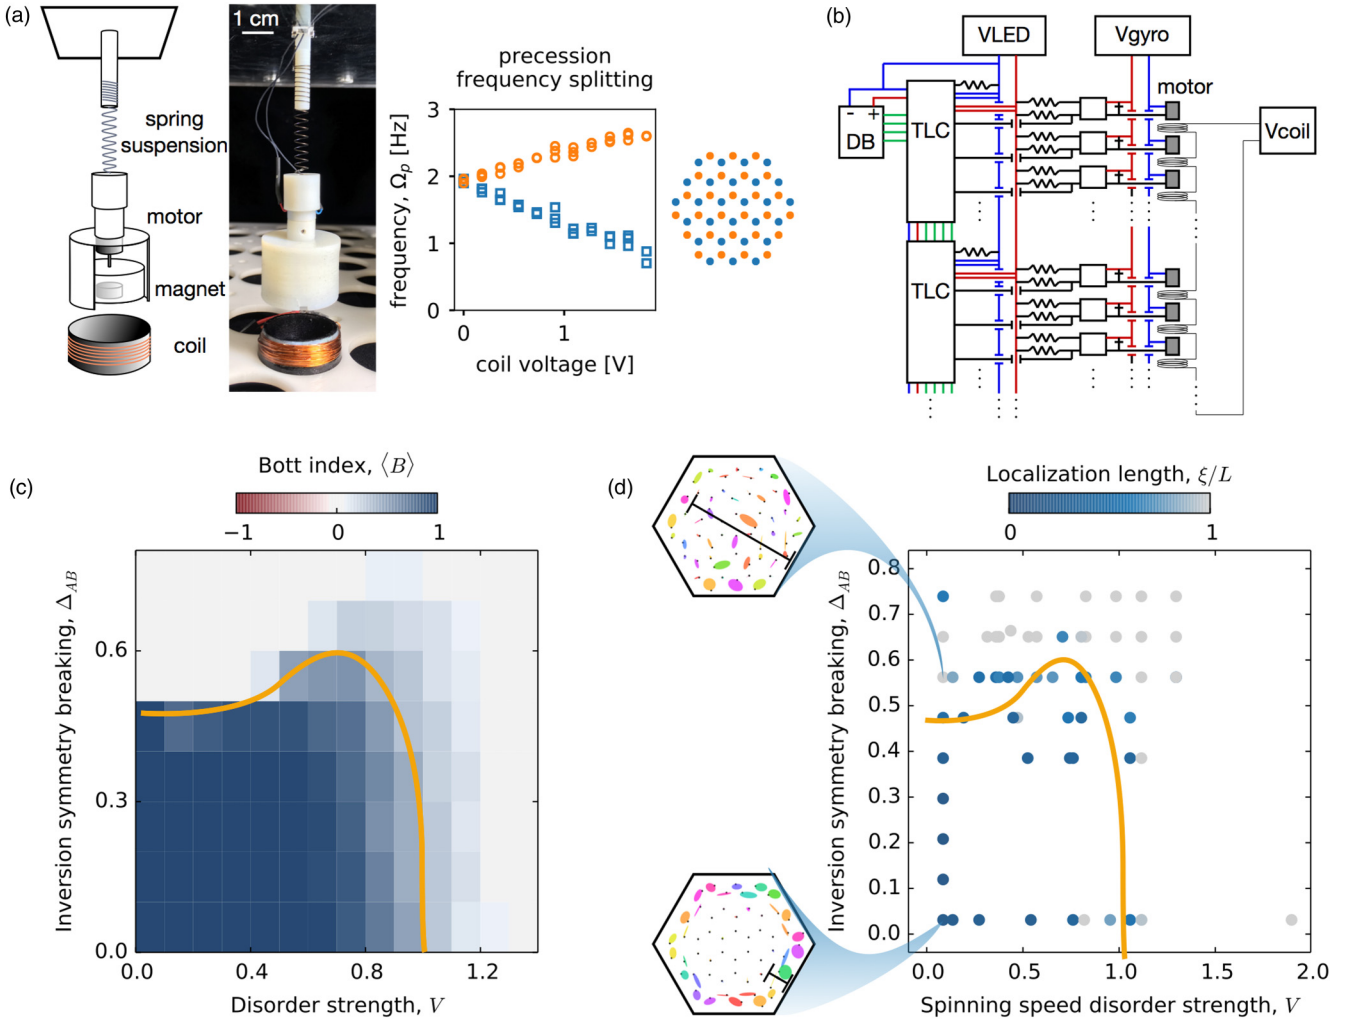 (a)
spring
suspension
motor
magnet
coil
1 cm
precession
frequency splitting
frequency, Ωp [Hz]
3
2
1
0
0
1
coil voltage [V]
(b)
VLED
Vgyro
motor
Vcoil
- +
DB
TLC
TLC
(c)
Bott index, ⟨B⟩
−1
0
1
Inversion symmetry breaking, ΔAB
0.6
0.3
0.0
0.0
0.4
0.8
1.2
Disorder strength, V
(d)
Localization length, ξ/L
0
1
Inversion symmetry breaking, ΔAB
0.8
0.7
0.6
0.5
0.4
0.3
0.2
0.1
0.0
0.0
0.5
1.0
1.5
2.0
Spinning speed disorder strength, V